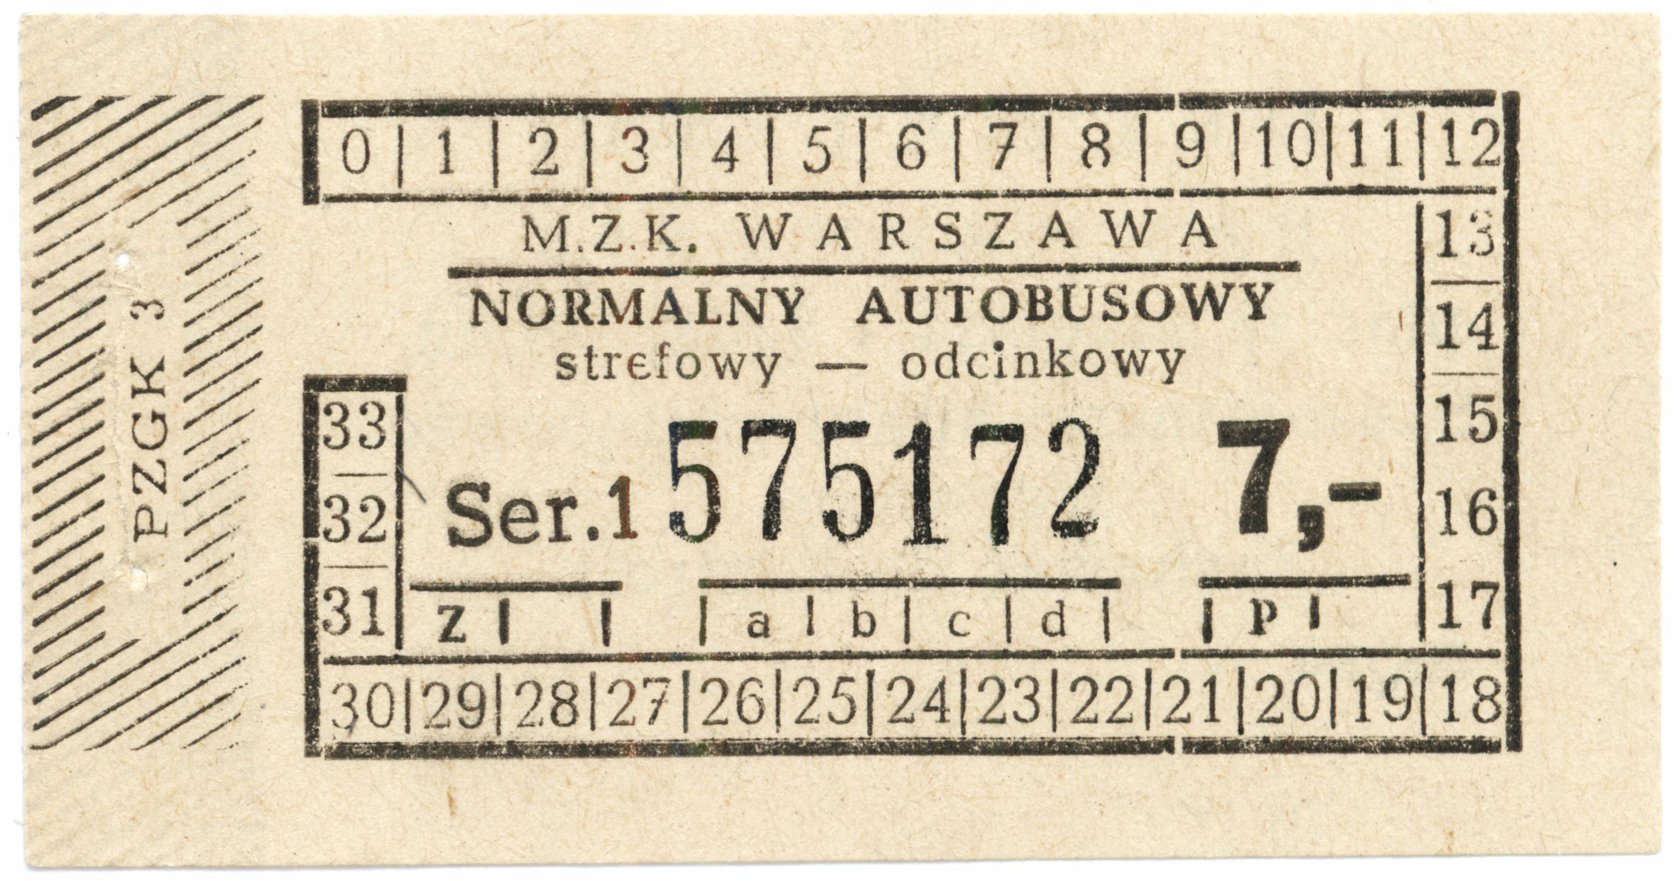 0 | 1 | 2 | 3 | 4 | 5 | 6 | 7 | 8 | 9 | 10 | 11 | 12
M.Z.K. WARSZAWA
NORMALNY AUTOBUSOWY
strefowy — odcinkowy
Ser. 1 575172 7,-
z | | | a | b | c | d | | p |
13
14
15
16
17
33
32
31
30 | 29 | 28 | 27 | 26 | 25 | 24 | 23 | 22 | 21 | 20 | 19 | 18
PZGK 3